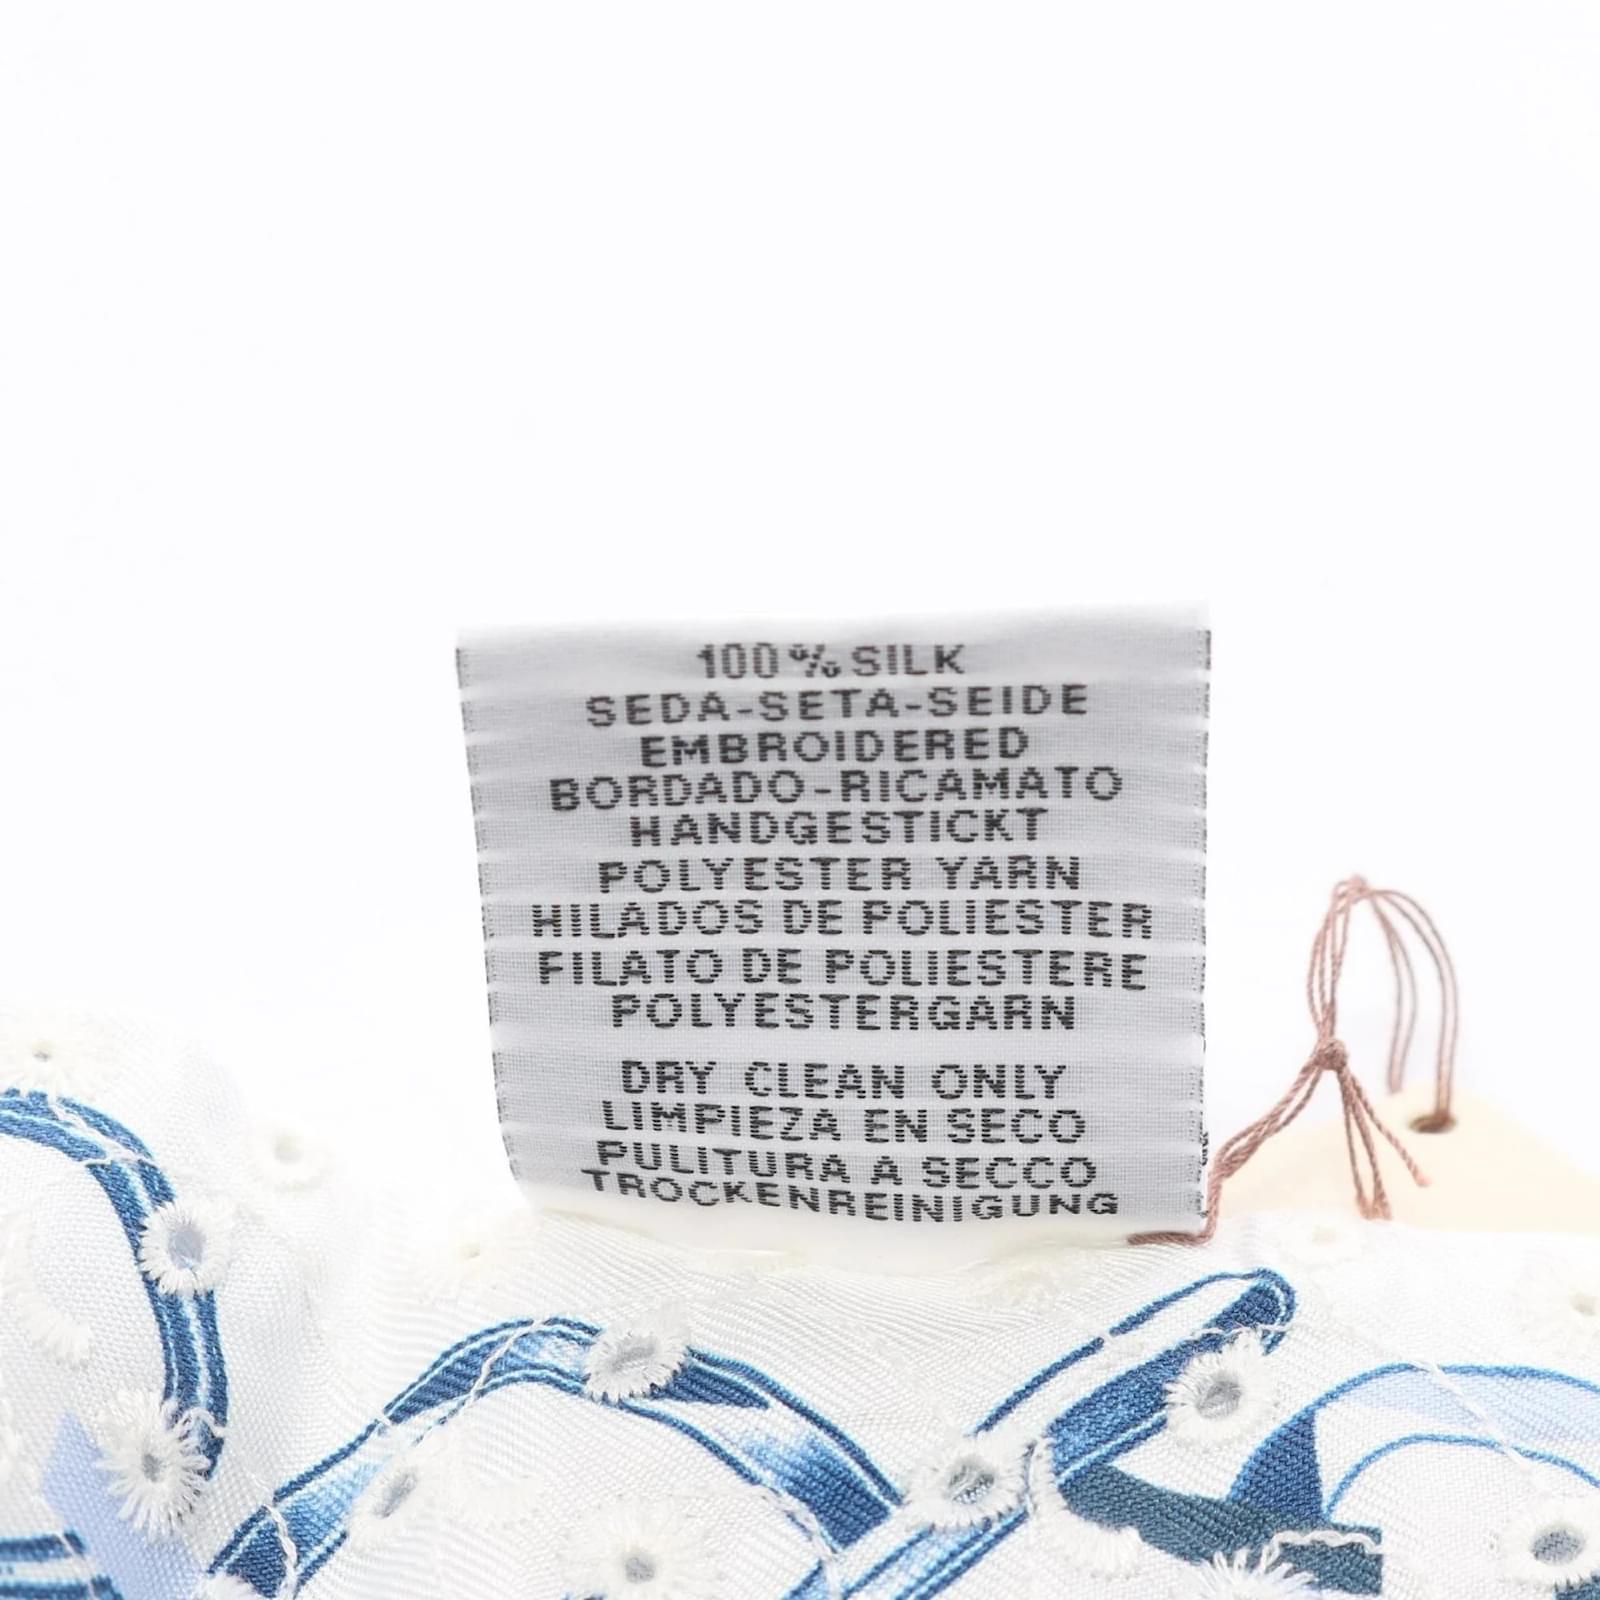 100% SILK
SEDA-SETA-SEIDE
EMBROIDERED
BORDADO-RICAMATO
HANDGESTICKT
POLYESTER YARN
HILADOS DE POLIESTER
FILATO DE POLIESTERE
POLYESTERGARN
DRY CLEAN ONLY
LIMPIEZA EN SECO
PULITURA A SECCO
TROCKENREINIGUNG